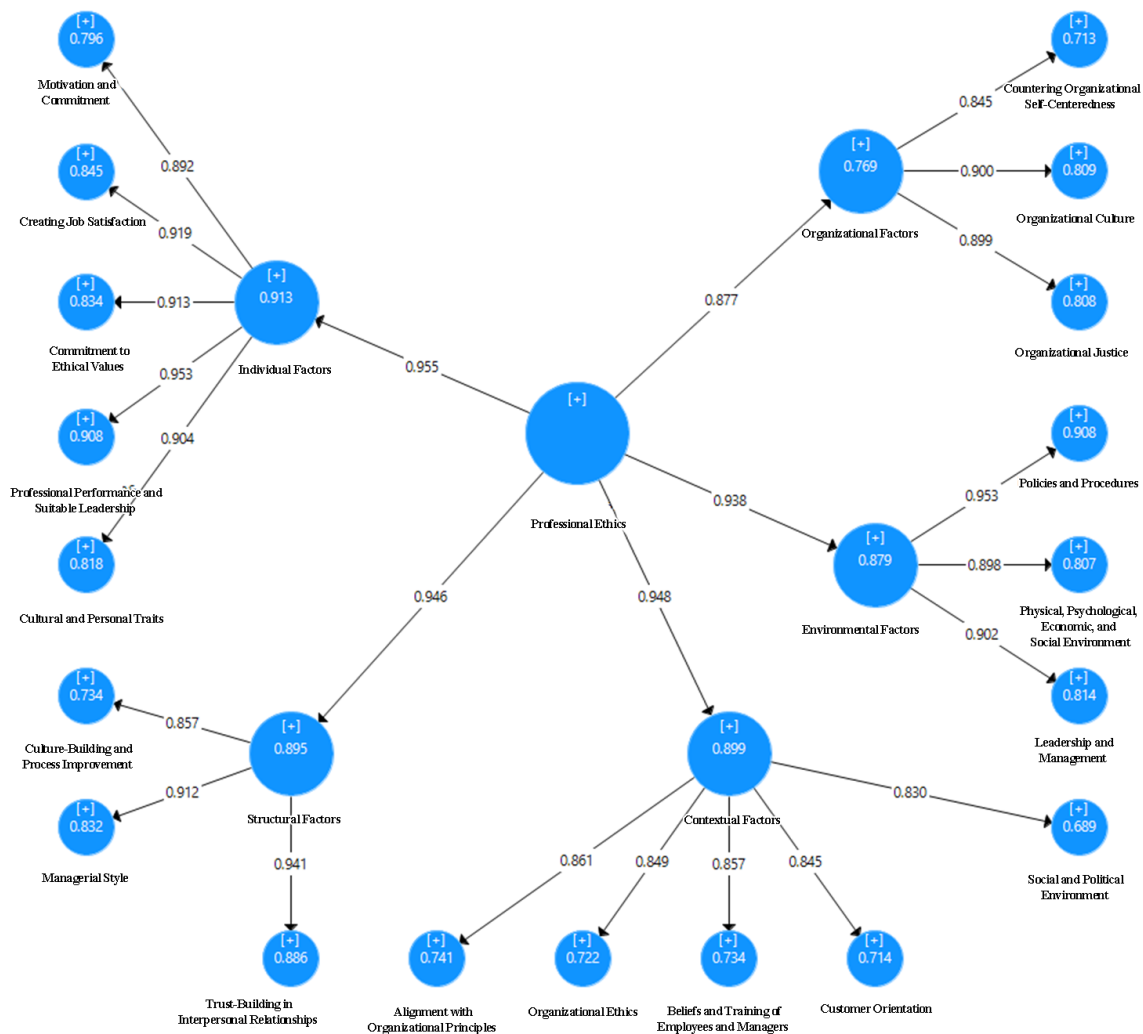 [+]
0.796
Motivation and
Commitment
[+]
0.713
Countering Organizational
Self-Centeredness
0.892
0.845
[+]
0.845
Creating Job Satisfaction
[+]
0.769
Organizational Factors
0.900
[+]
0.809
Organizational Culture
0.919
0.899
[+]
0.834
Commitment to
Ethical Values
0.913
[+]
0.913
Individual Factors
0.877
[+]
0.808
Organizational Justice
0.953
0.955
[+]
0.908
Professional Performance and
Suitable Leadership
0.904
[+]
Professional Ethics
[+]
0.908
Policies and Procedures
0.953
0.938
[+]
0.818
Cultural and Personal Traits
[+]
0.879
Environmental Factors
0.898
[+]
0.807
Physical, Psychological,
Economic, and
Social Environment
0.946
0.948
0.902
[+]
0.734
Culture-Building and
Process Improvement
0.857
[+]
0.895
Structural Factors
[+]
0.899
Contextual Factors
[+]
0.814
Leadership and
Management
0.912
0.830
[+]
0.832
Managerial Style
[+]
0.689
Social and Political
Environment
0.941
0.861
0.849
0.857
0.845
[+]
0.886
Trust-Building in
Interpersonal Relationships
[+]
0.741
Alignment with
Organizational Principles
[+]
0.722
Organizational Ethics
[+]
0.734
Beliefs and Training of
Employees and Managers
[+]
0.714
Customer Orientation